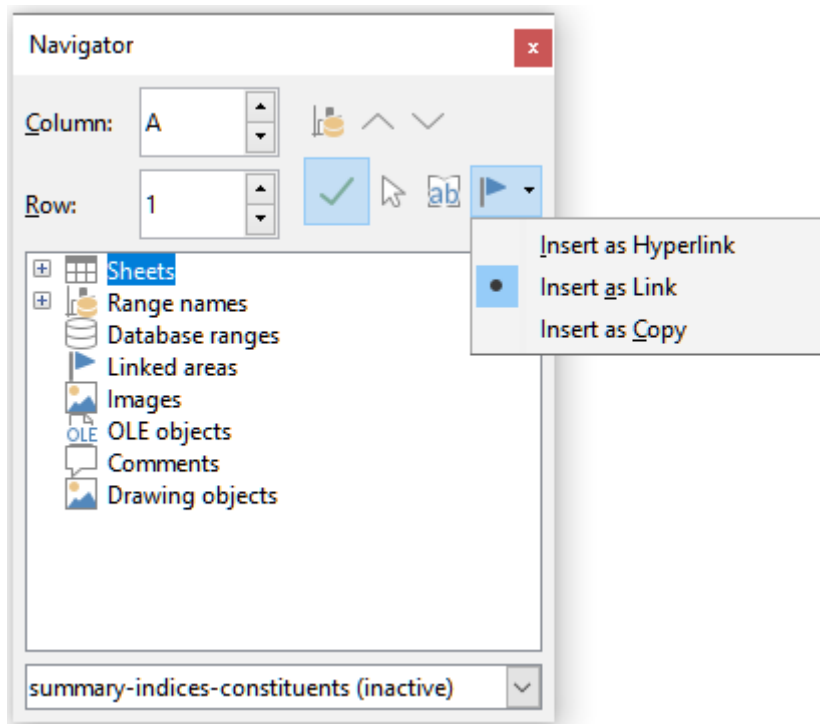 Navigator
x
Column: A
Row: 1
ab
Insert as Hyperlink
Insert as Link
Insert as Copy
Sheets
Range names
Database ranges
Linked areas
Images
OLE OLE objects
Comments
Drawing objects
summary-indices-constituents (inactive)